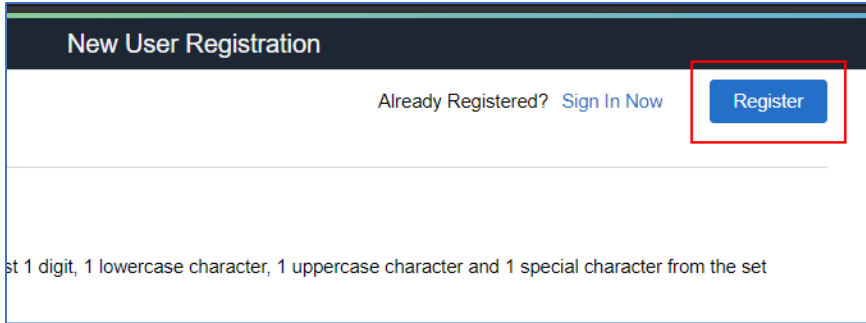 New User Registration
Already Registered? Sign In Now Register
st 1 digit, 1 lowercase character, 1 uppercase character and 1 special character from the set